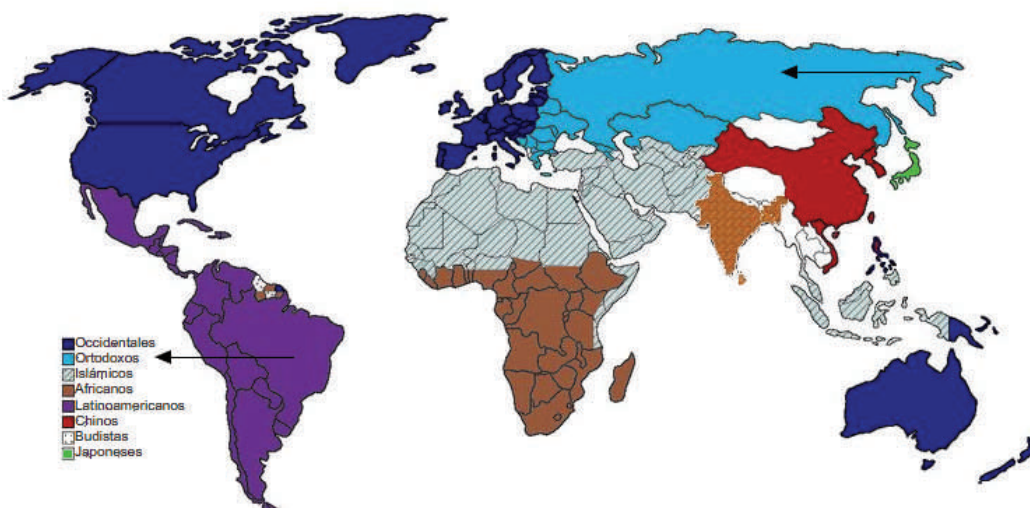 Occidentales
Ortodoxos
Islámicos
Africanos
Latinoamericanos
Chinos
Budistas
Japoneses